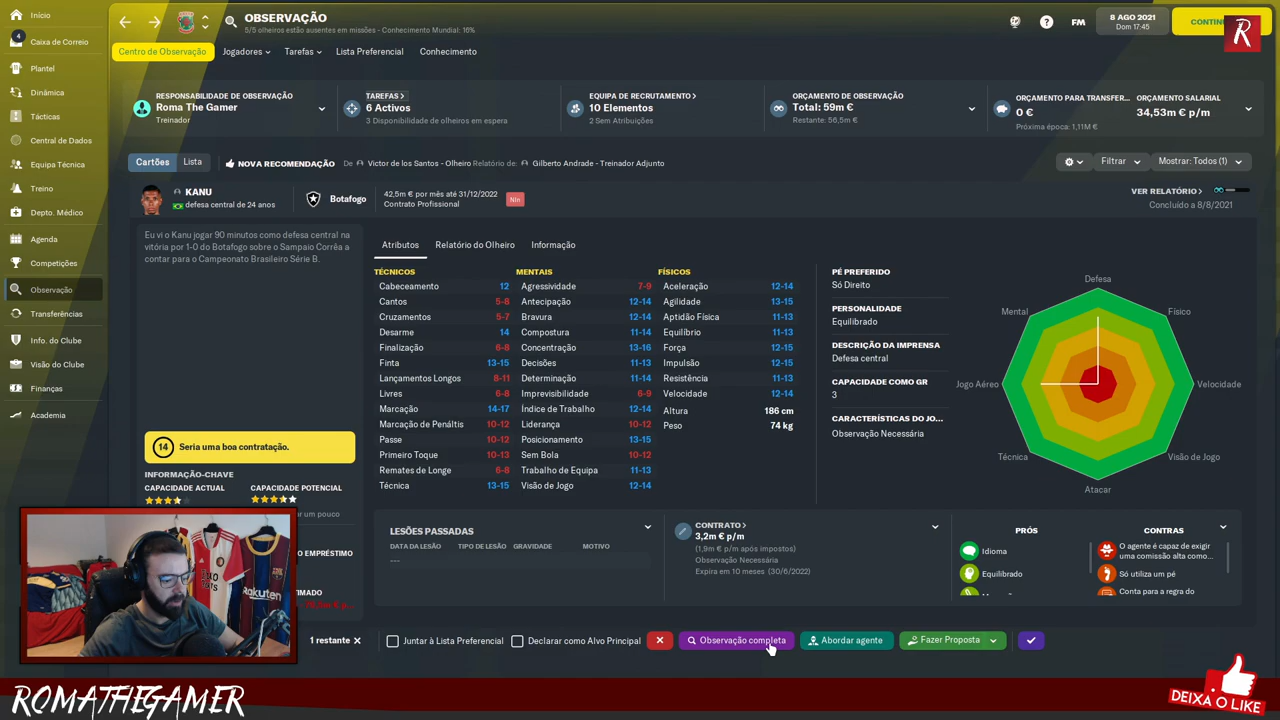 Início
4
Caixa de Correio
Plantel
Dinâmica
Tácticas
Central de Dados
Equipa Técnica
Treino
Depto. Médico
Agenda
Competições
Observação
Transferências
Info. do Clube
Visão do Clube
Finanças
Academia
OBSERVAÇÃO
5/5 olheiros estão ausentes em missões - Conhecimento Mundial: 16%
FM
8 AGO 2021
Dom 17:45
R
Centro de Observação
Jogadores
Tarefas
Lista Preferencial
Conhecimento
RESPONSABILIDADE DE OBSERVAÇÃO
Roma The Gamer
Treinador
TAREFAS >
6 Activos
3 Disponibilidade de olheiros em espera
EQUIPA DE RECRUTAMENTO >
10 Elementos
2 Sem Atribuições
ORÇAMENTO DE OBSERVAÇÃO
Total: 59m €
Restante: 56,5m €
ORÇAMENTO PARA TRANSFER...
0 €
Próxima época: 1,11M €
ORÇAMENTO SALARIAL
34,53m € p/m
Cartões
Lista
NOVA RECOMENDAÇÃO
De
Victor de los Santos - Olheiro
Relatório de:
Gilberto Andrade - Treinador Adjunto
Filtrar
Mostrar: Todos (1)
KANU
defesa central de 24 anos
Botafogo
42,5m € por mês até 31/12/2022
Contrato Profissional
NIn
VER RELATÓRIO >
Concluído a 8/8/2021
Eu vi o Kanu jogar 90 minutos como defesa central na
vitória por 1-0 do Botafogo sobre o Sampaio Corrêa a
contar para o Campeonato Brasileiro Série B.
14
Seria uma boa contratação.
INFORMAÇÃO-CHAVE
CAPACIDADE ACTUAL
CAPACIDADE POTENCIAL
ar um pouco
EMPRÉSTIMO
Atributos
Relatório do Olheiro
Informação
TÉCNICOS
Cabeceamento 12
Cantos 5-8
Cruzamentos 5-7
Desarme 14
Finalização 6-8
Finta 13-15
Lançamentos Longos 8-11
Livres 6-8
Marcação 14-17
Marcação de Penáltis 10-12
Passe 10-12
Primeiro Toque 10-13
Remates de Longe 6-8
Técnica 13-15
MENTAIS
Agressividade 7-9
Antecipação 12-14
Bravura 12-14
Compostura 11-14
Concentração 13-16
Decisões 11-13
Determinação 11-14
Imprevisibilidade 6-9
Índice de Trabalho 12-14
Liderança 10-12
Posicionamento 13-15
Sem Bola 10-12
Trabalho de Equipa 11-13
Visão de Jogo 12-14
FÍSICOS
Aceleração 12-14
Agilidade 13-15
Aptidão Física 11-13
Equilíbrio 11-13
Força 12-15
Impulsão 12-15
Resistência 11-13
Velocidade 12-14
Altura 186 cm
Peso 74 kg
PÉ PREFERIDO
Só Direito
PERSONALIDADE
Equilibrado
DESCRIÇÃO DA IMPRENSA
Defesa central
CAPACIDADE COMO GR
3
CARACTERÍSTICAS DO JO...
Observação Necessária
Defesa
Físico
Velocidade
Visão de Jogo
Atacar
Técnica
Jogo Aéreo
Mental
LESÕES PASSADAS
DATA DA LESÃO
TIPO DE LESÃO
GRAVIDADE
MOTIVO
---
CONTRATO >
3,2m € p/m
(1,9m € p/m após impostos)
Observação Necessária
Expira em 10 meses (30/6/2022)
PRÓS
Idioma
Equilibrado
CONTRAS
O agente é capaz de exigir
uma comissão alta como...
Só utiliza um pé
Conta para a regra do
1 restante
Juntar à Lista Preferencial
Declarar como Alvo Principal
Observação completa
Abordar agente
Fazer Proposta
Rakuten
ROMATHEGAMER
DEIXA O LIKE